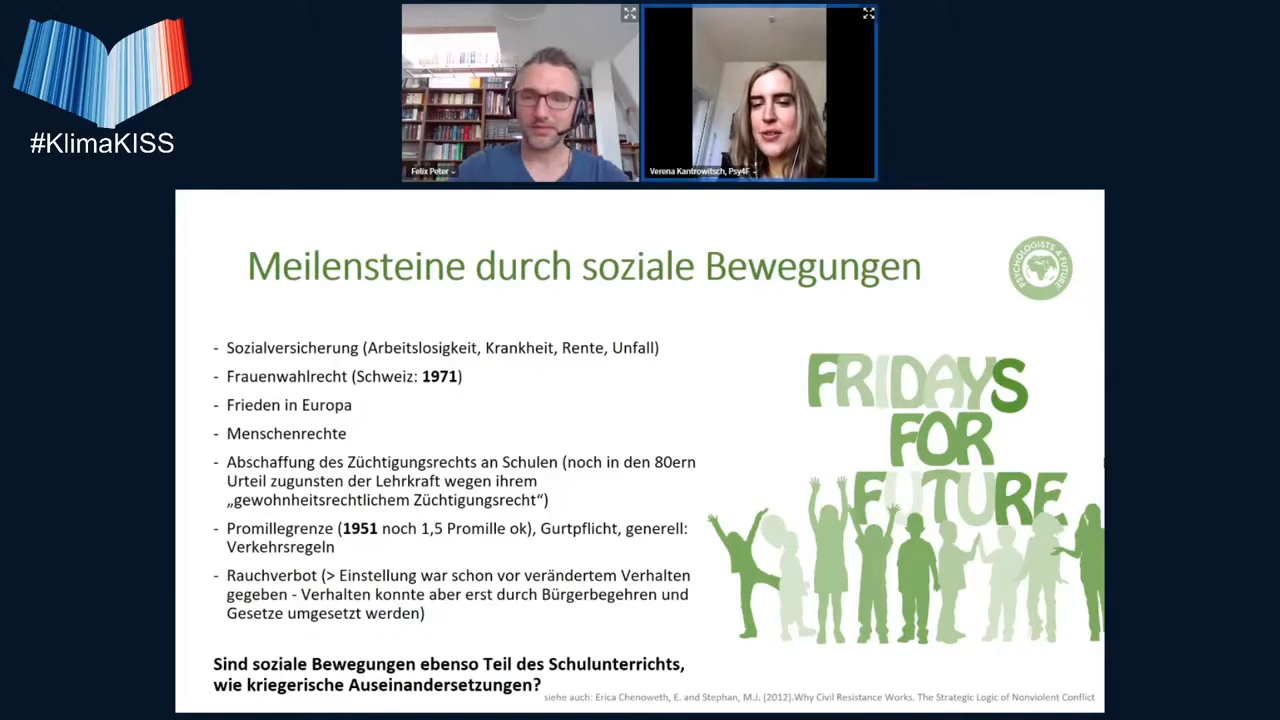 #KlimaKISS
Felix Peter
Verena Kantrowitsch, Psy4F
Meilensteine durch soziale Bewegungen
PSYCHOLOGISTS 4 FUTURE
- Sozialversicherung (Arbeitslosigkeit, Krankheit, Rente, Unfall)
- Frauenwahlrecht (Schweiz: 1971)
- Frieden in Europa
- Menschenrechte
- Abschaffung des Züchtigungsrechts an Schulen (noch in den 80ern
Urteil zugunsten der Lehrkraft wegen ihrem
„gewohnheitsrechtlichem Züchtigungsrecht“)
- Promillegrenze (1951 noch 1,5 Promille ok), Gurtpflicht, generell:
Verkehrsregeln
- Rauchverbot (> Einstellung war schon vor verändertem Verhalten
gegeben - Verhalten konnte aber erst durch Bürgerbegehren und
Gesetze umgesetzt werden)
FRIDAYS
FOR
FUTURE
Sind soziale Bewegungen ebenso Teil des Schulunterrichts,
wie kriegerische Auseinandersetzungen?
siehe auch: Erica Chenoweth, E. and Stephan, M.J. (2012).Why Civil Resistance Works. The Strategic Logic of Nonviolent Conflict